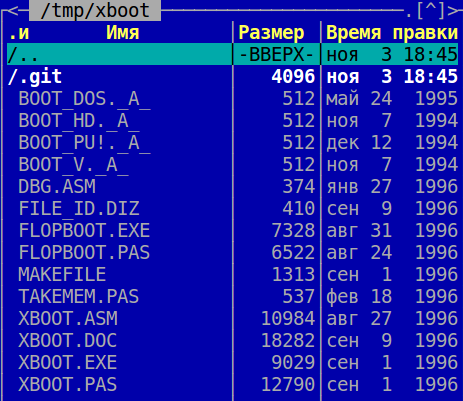 <─ /tmp/xboot ─.[^]>
.и Имя Размер Время правки
/.. -ВВЕРХ- ноя 3 18:45
/.git 4096 ноя 3 18:45
BOOT_DOS._A_ 512 май 24 1995
BOOT_HD._A_ 512 ноя 7 1994
BOOT_PU!._A_ 512 дек 12 1994
BOOT_V._A_ 512 ноя 7 1994
DBG.ASM 374 янв 27 1996
FILE_ID.DIZ 410 сен 9 1996
FLOPBOOT.EXE 7328 авг 31 1996
FLOPBOOT.PAS 6522 авг 24 1996
MAKEFILE 1313 сен 1 1996
TAKEMEM.PAS 537 фев 18 1996
XBOOT.ASM 10984 авг 27 1996
XBOOT.DOC 18282 сен 9 1996
XBOOT.EXE 9029 сен 1 1996
XBOOT.PAS 12790 сен 1 1996